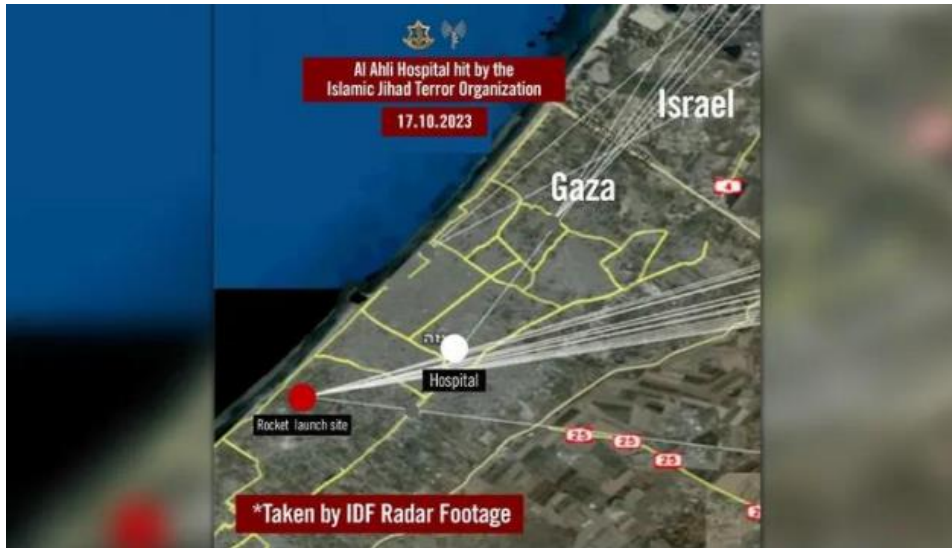 Al Ahli Hospital hit by the
Islamic Jihad Terror Organization
17.10.2023
Israel
4
Gaza
Hospital
Rocket launch site
25
25
25
*Taken by IDF Radar Footage